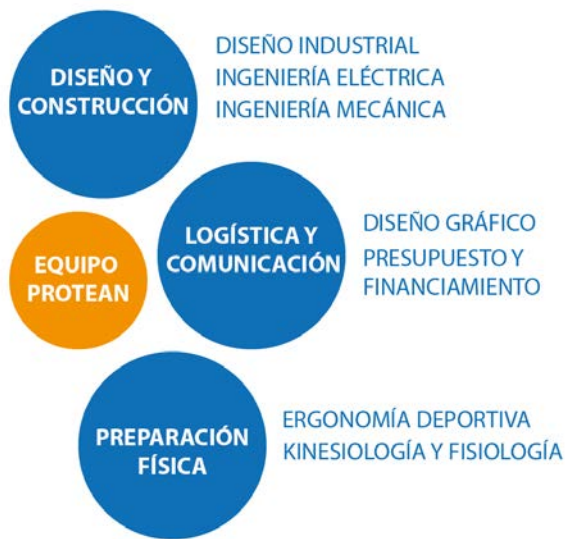 DISEÑO Y
CONSTRUCCIÓN
DISEÑO INDUSTRIAL
INGENIERÍA ELÉCTRICA
INGENIERÍA MECÁNICA
EQUIPO
PROTEAN
LOGÍSTICA Y
COMUNICACIÓN
DISEÑO GRÁFICO
PRESUPUESTO Y
FINANCIAMIENTO
PREPARACIÓN
FÍSICA
ERGONOMÍA DEPORTIVA
KINESIOLOGÍA Y FISIOLOGÍA